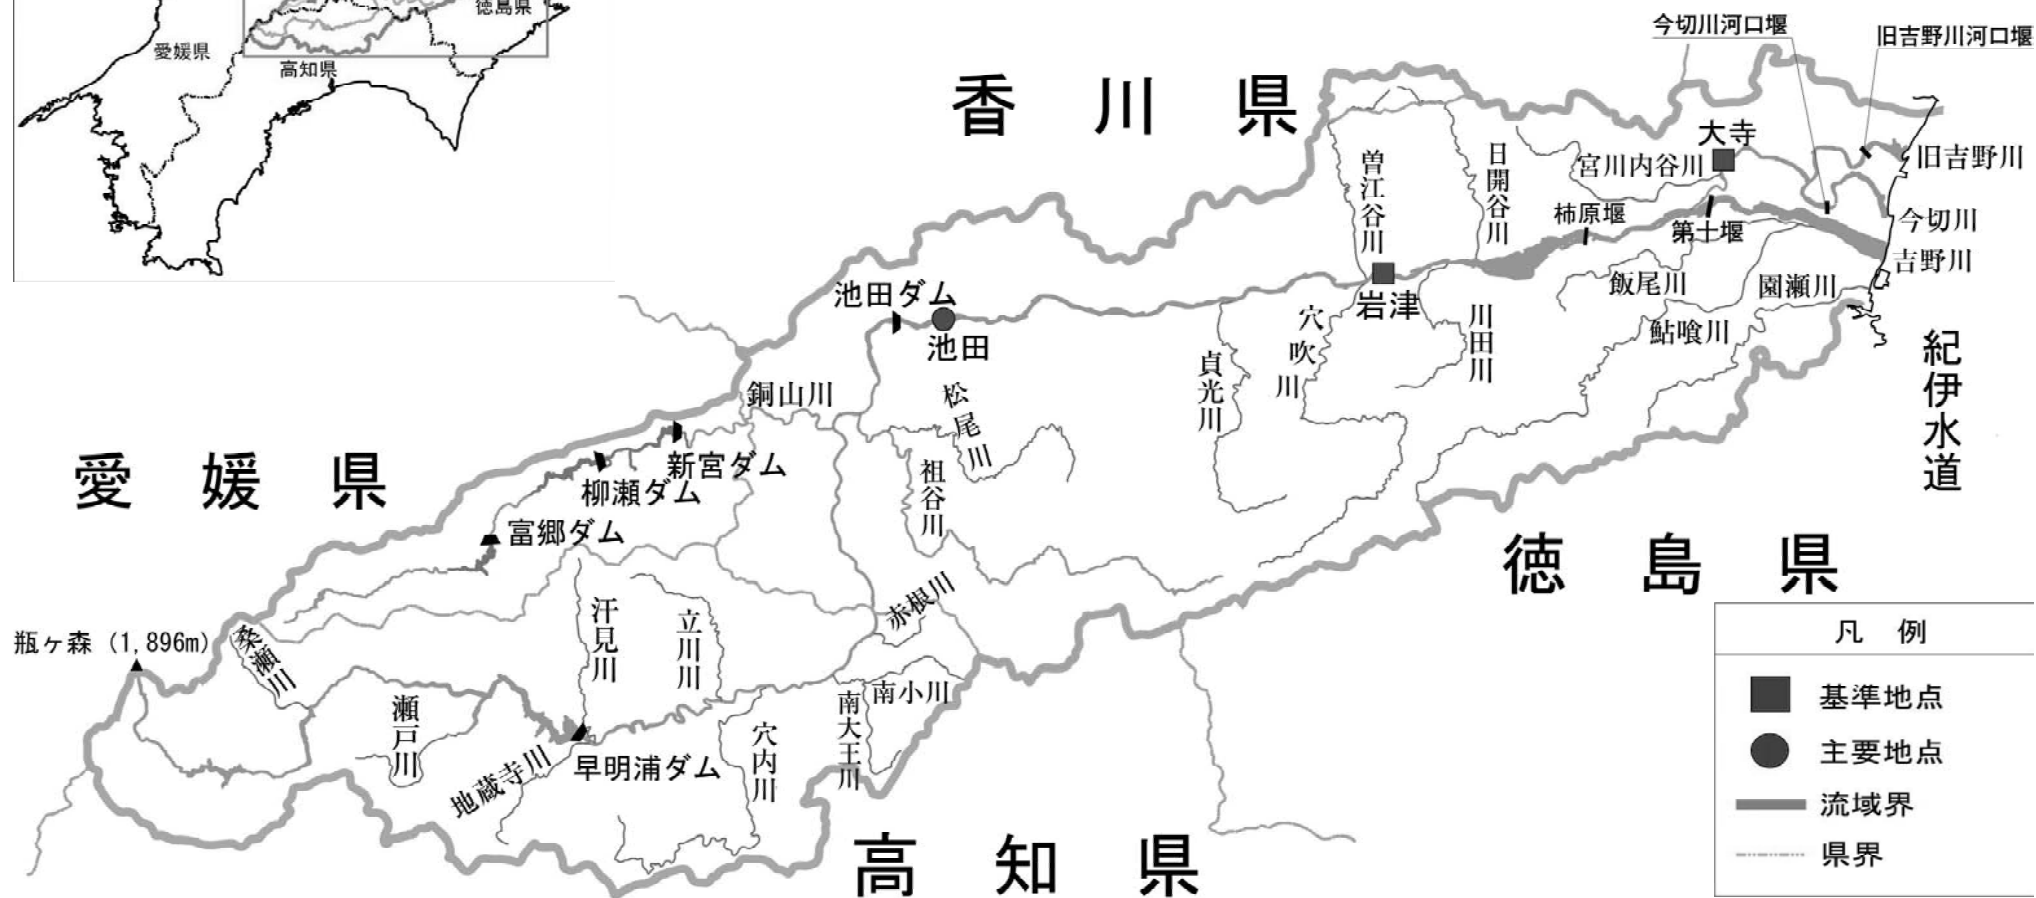 徳島県
愛媛県
高知県
今切川河口堰
旧吉野川河口堰
香川県
大寺
旧吉野川
宮川内谷川
曽江谷川
日開谷川
柿原堰
第十堰
今切川
吉野川
飯尾川
園瀬川
鮎喰川
岩津
川田川
穴吹川
貞光川
池田ダム
池田
松尾川
祖谷川
銅山川
紀伊水道
愛媛県
新宮ダム
柳瀬ダム
富郷ダム
徳島県
瓶ヶ森 (1,896m)
桑瀬川
汗見川
立川川
赤根川
瀬戸川
地蔵寺川
早明浦ダム
穴内川
南大王川
南小川
高知県
凡例
基準地点
主要地点
流域界
県界